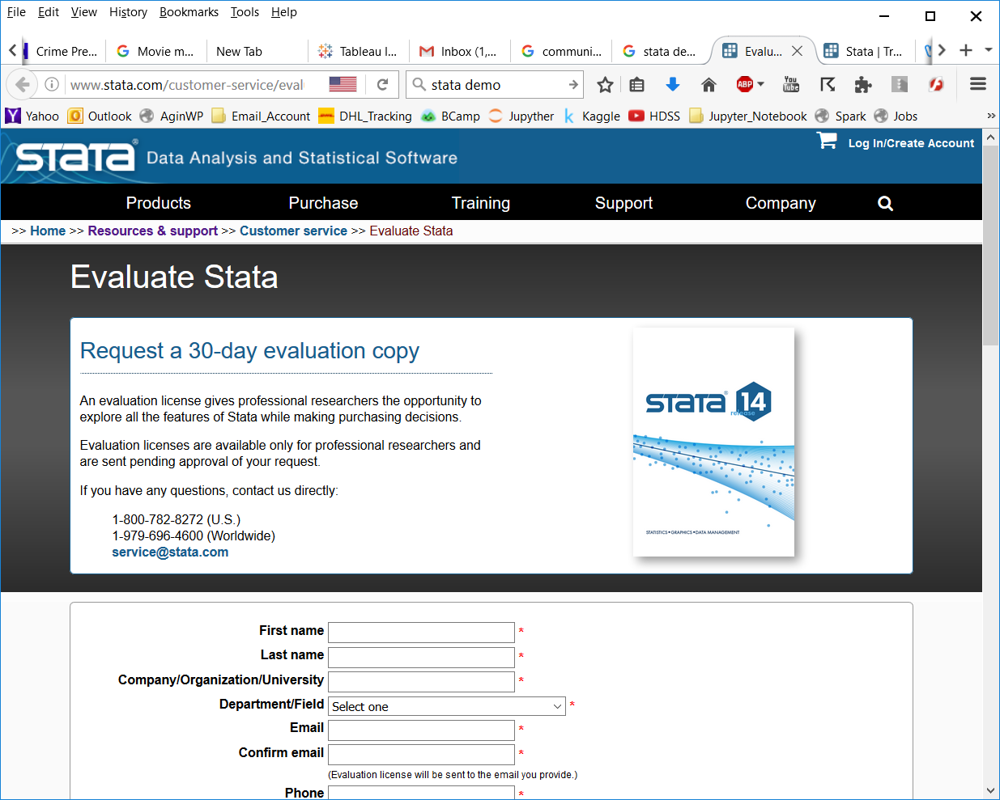 File Edit View History Bookmarks Tools Help
Crime Pre... Movie m... New Tab Tableau I... Inbox (1,... communi... stata de... Evalu... Stata | Tr...
www.stata.com/customer-service/eval stata demo ABP You Tube
Yahoo Outlook AginWP Email_Account DHL_Tracking BCamp Jupyther Kaggle HDSS Jupyter_Notebook Spark Jobs »
stata® Data Analysis and Statistical Software Log In/Create Account
Products Purchase Training Support Company
>> Home >> Resources & support >> Customer service >> Evaluate Stata
Evaluate Stata
Request a 30-day evaluation copy
An evaluation license gives professional researchers the opportunity to
explore all the features of Stata while making purchasing decisions.
Evaluation licenses are available only for professional researchers and
are sent pending approval of your request.
If you have any questions, contact us directly:
1-800-782-8272 (U.S.)
1-979-696-4600 (Worldwide)
service@stata.com
stata® 14
release
STATISTICS•GRAPHICS•DATA MANAGEMENT
First name *
Last name *
Company/Organization/University *
Department/Field Select one *
Email *
Confirm email *
(Evaluation license will be sent to the email you provide.)
Phone *